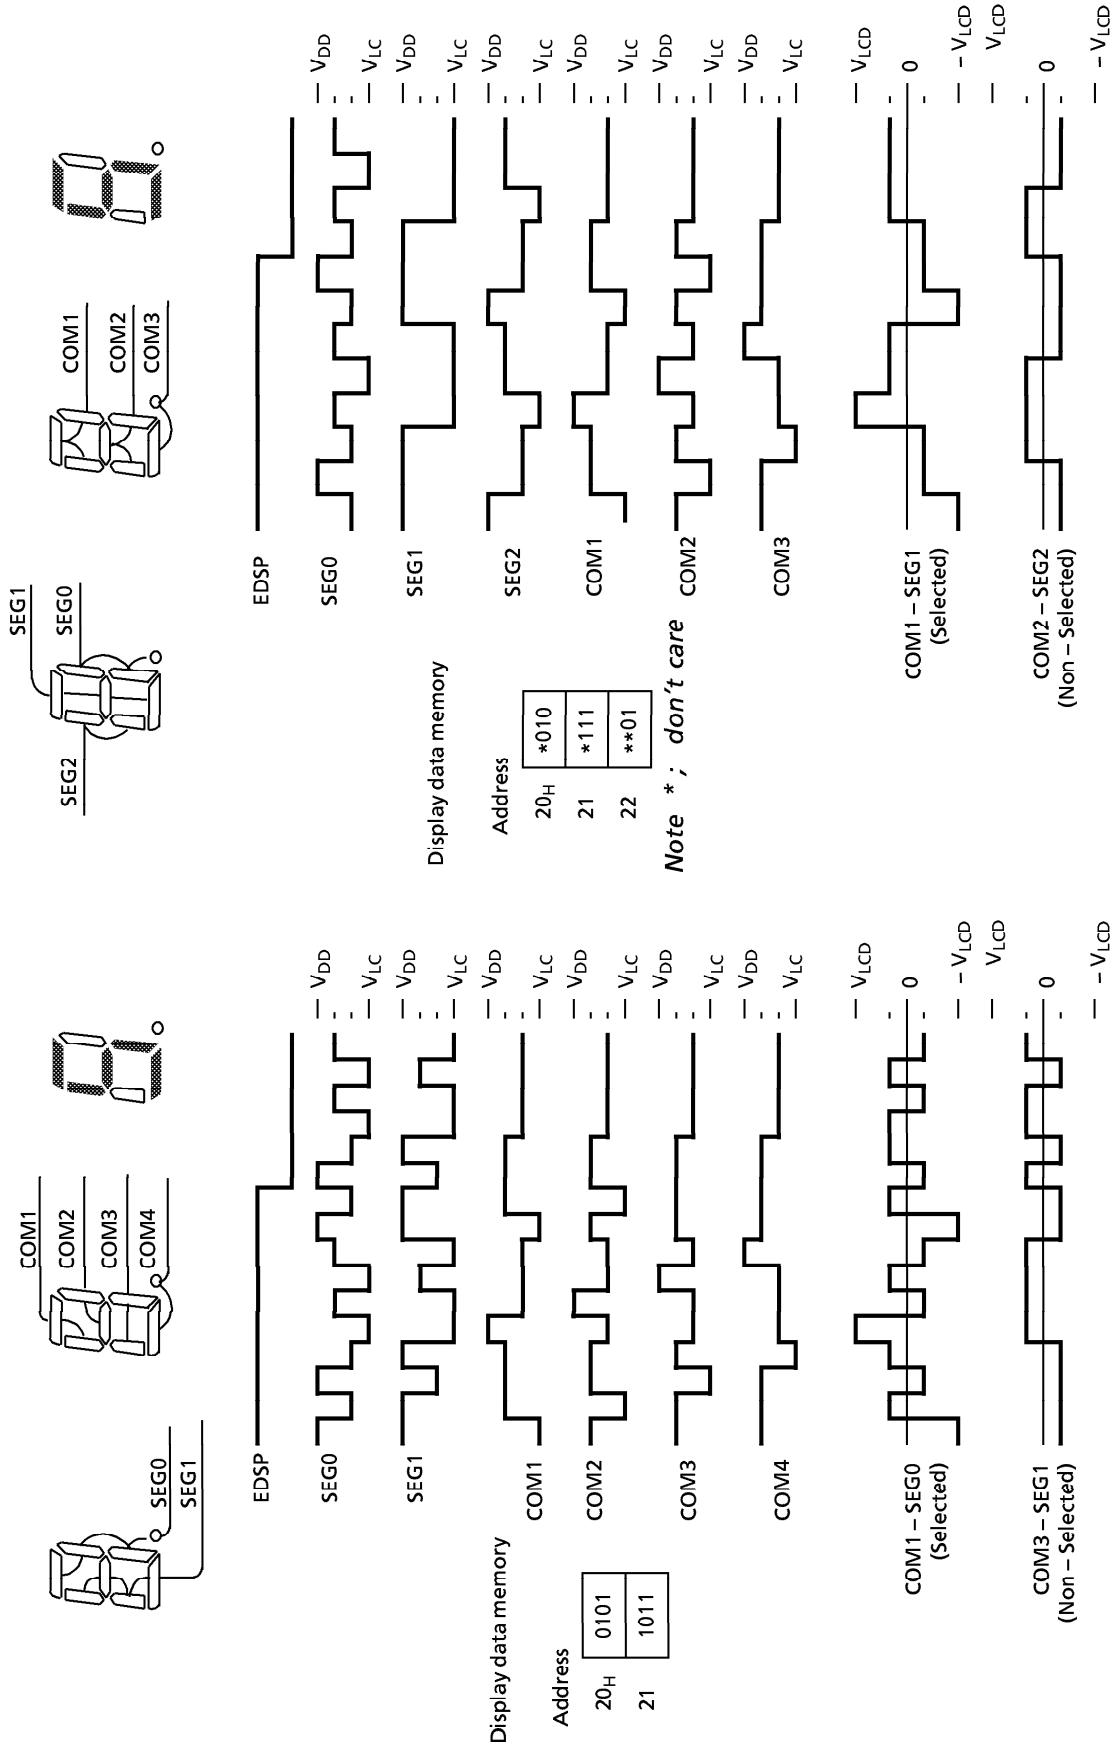 SEG0
SEG1
COM1
COM2
COM3
COM4
EDSP
SEG0
V_DD
V_LC
SEG1
V_DD
V_LC
COM1
V_DD
V_LC
COM2
V_DD
V_LC
COM3
V_DD
V_LC
COM4
V_DD
V_LC
COM1 – SEG0
(Selected)
V_LCD
0
– V_LCD
COM3 – SEG1
(Non – Selected)
V_LCD
0
– V_LCD
Display data memory
Address
20_H 0101
21 1011
SEG1
SEG0
SEG2
COM1
COM2
COM3
EDSP
SEG0
V_DD
V_LC
SEG1
V_DD
V_LC
SEG2
V_DD
V_LC
COM1
V_DD
V_LC
COM2
V_DD
V_LC
COM3
V_DD
V_LC
COM1 – SEG1
(Selected)
V_LCD
0
– V_LCD
COM2 – SEG2
(Non – Selected)
V_LCD
0
– V_LCD
Display data memory
Address
20_H *010
21 *111
22 **01
Note *; don't care